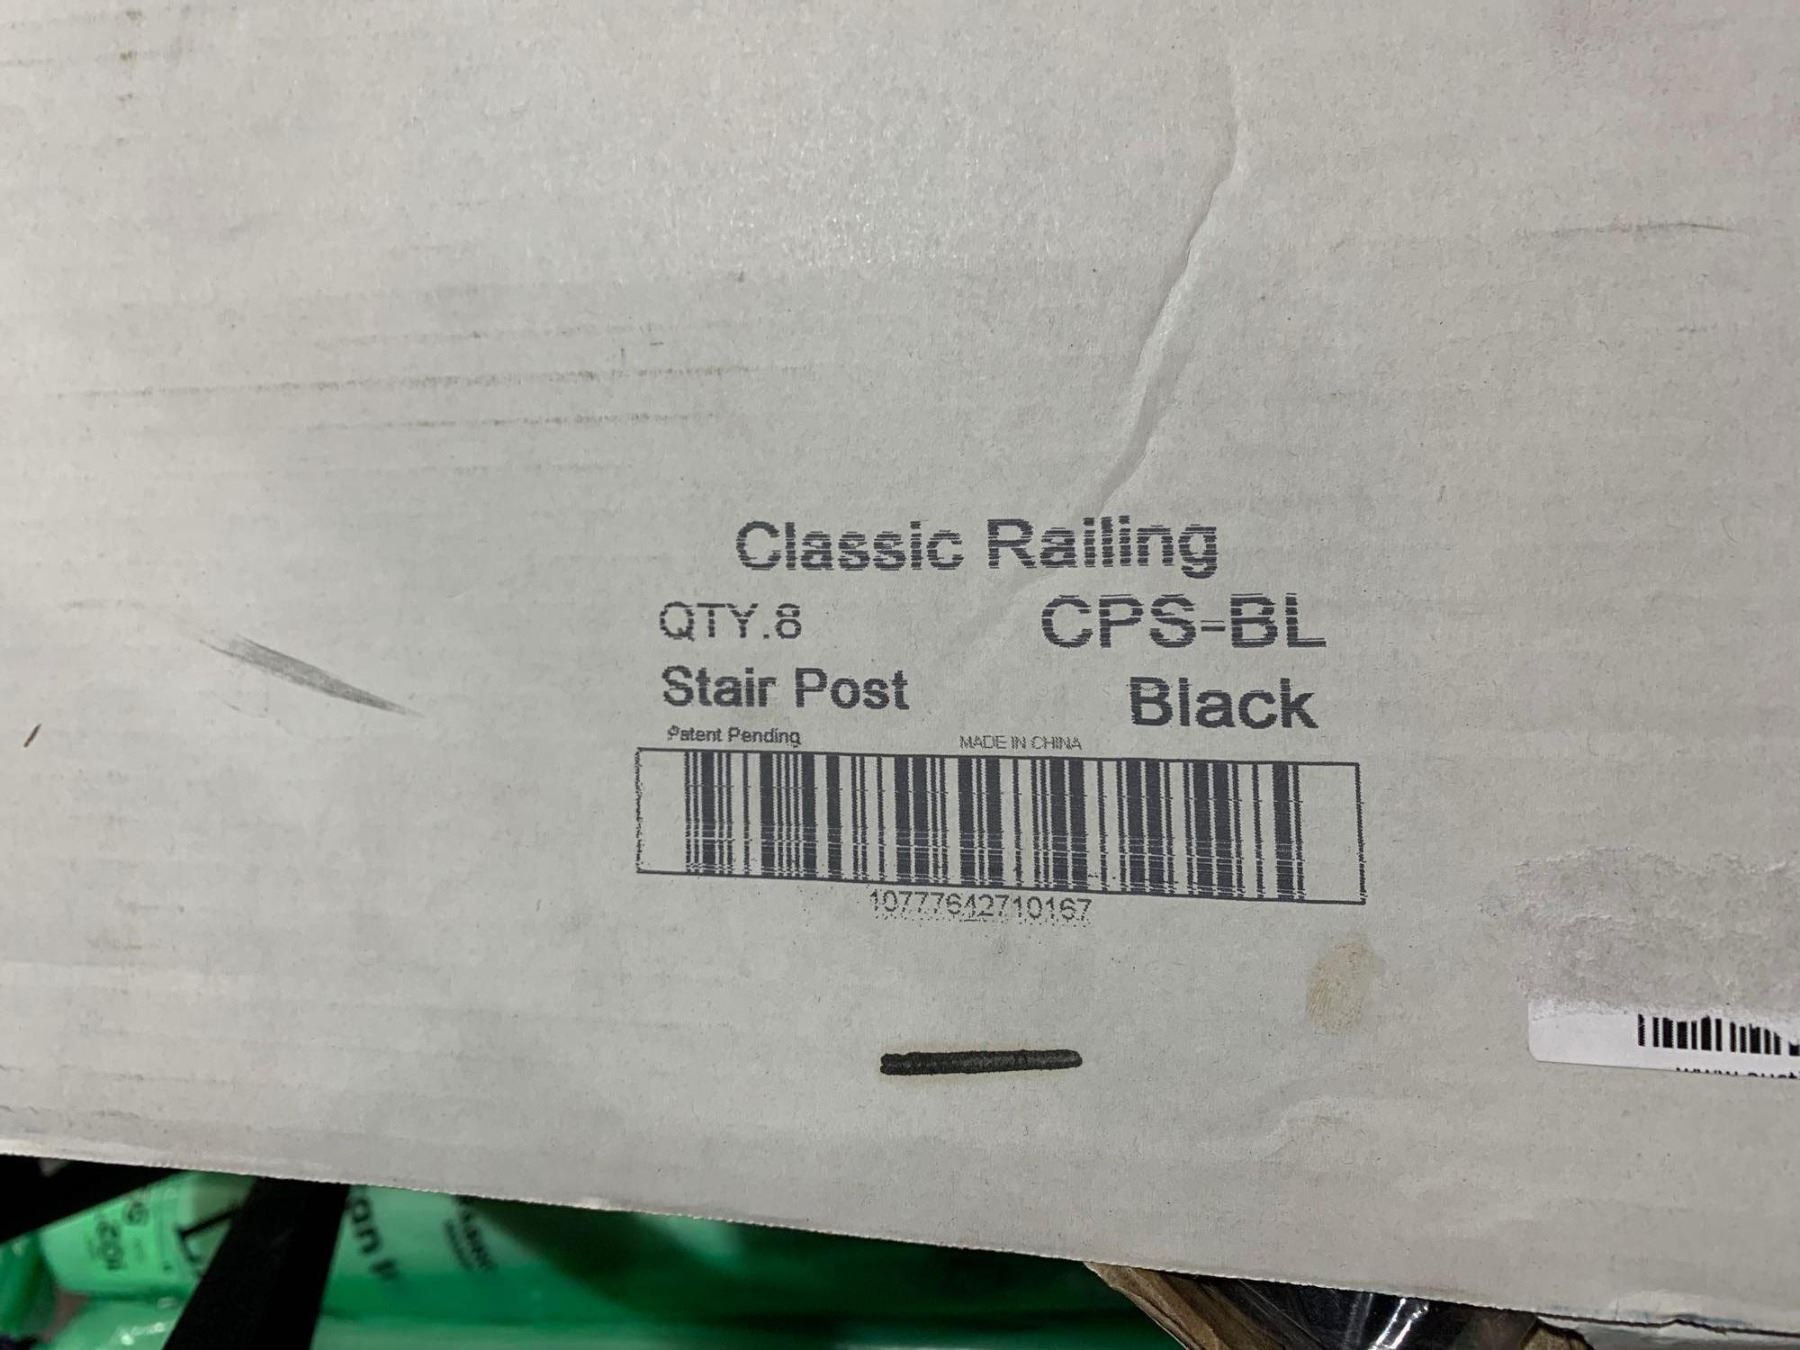 Classic Railing
QTY.8 CPS-BL
Stair Post Black
Patent Pending MADE IN CHINA
10777642710167